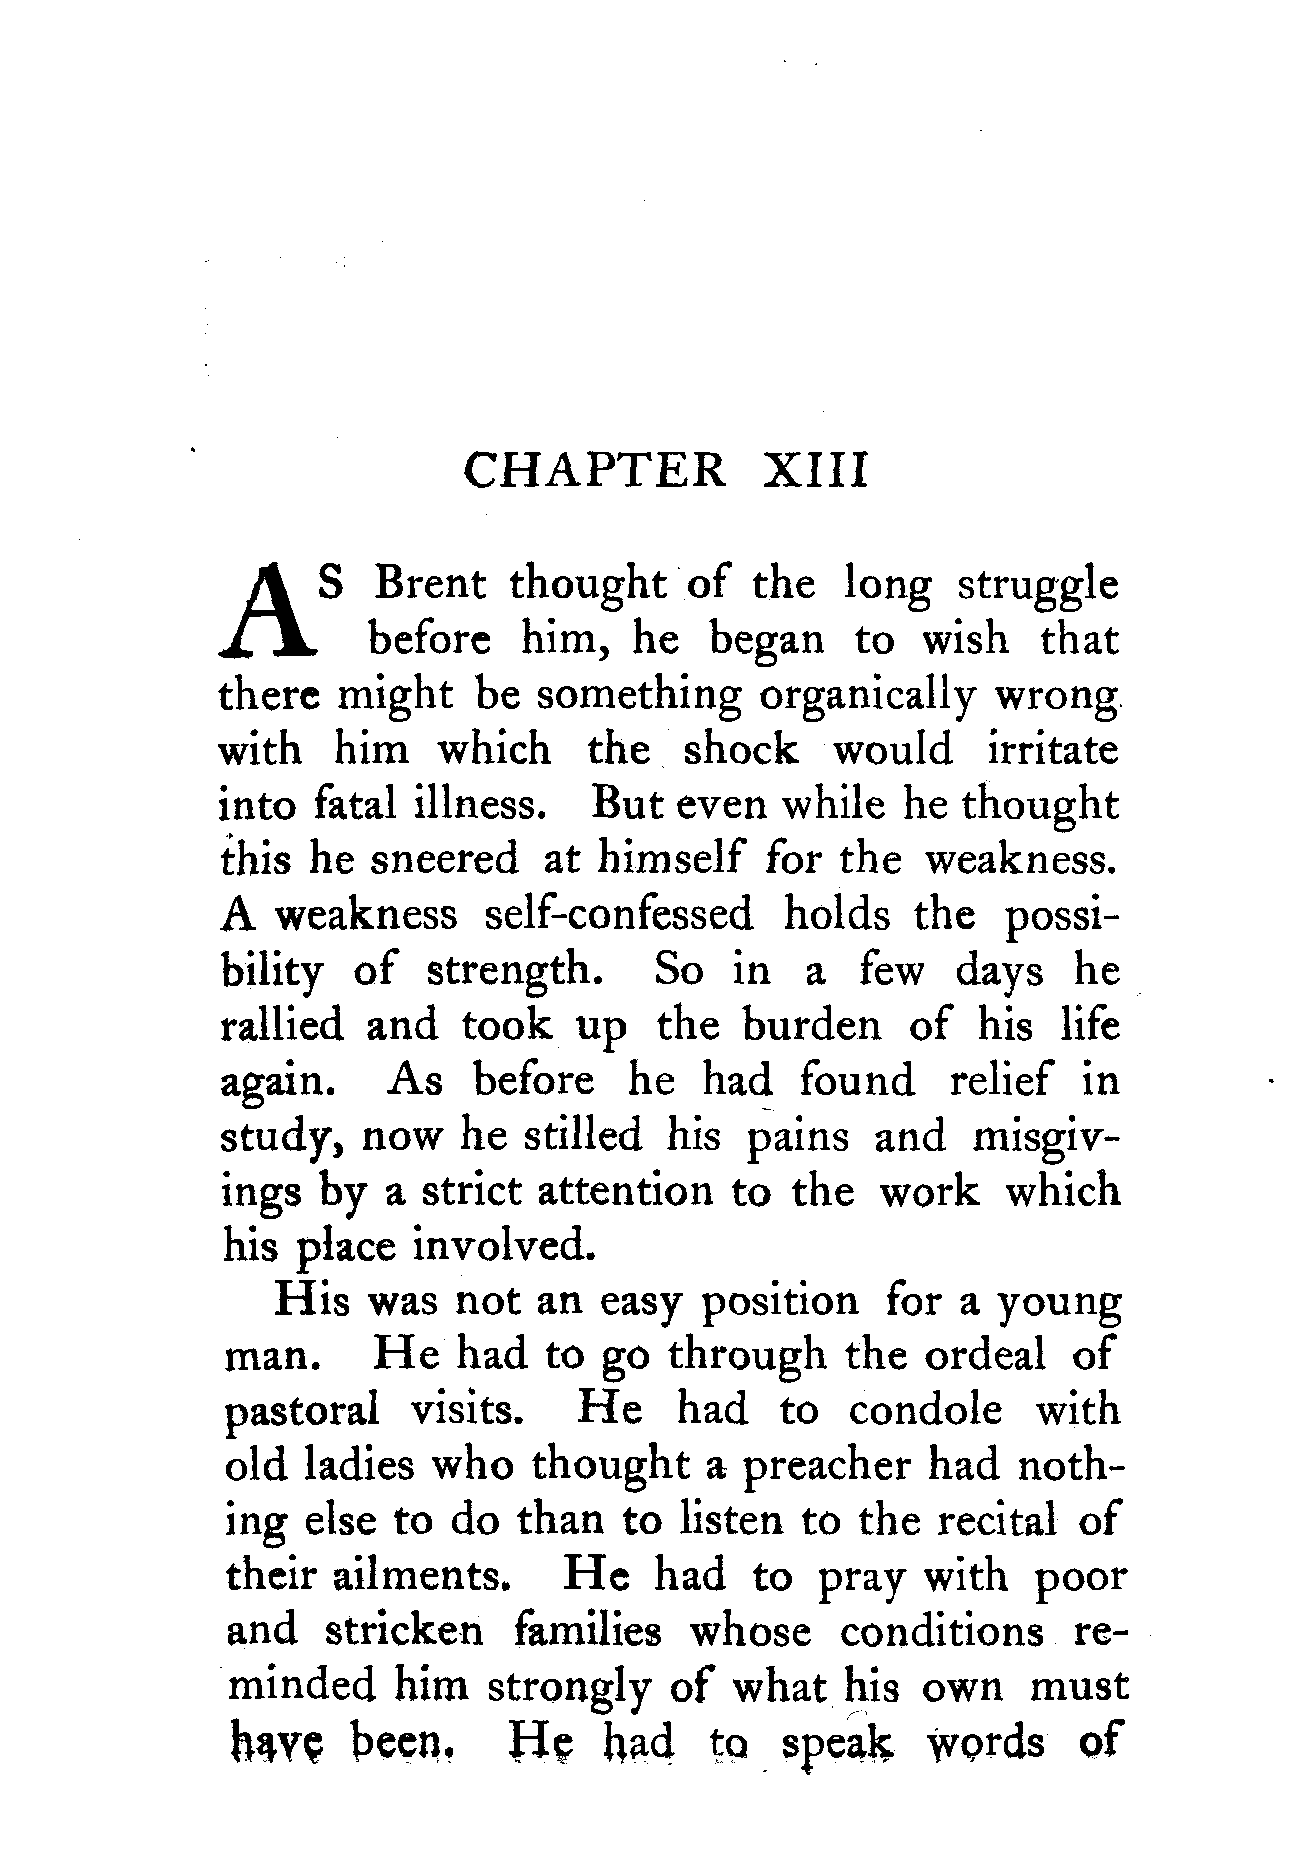 CHAPTER XIII
AS Brent thought of the long struggle
before him, he began to wish that
there might be something organically wrong
with him which the shock would irritate
into fatal illness. But even while he thought
this he sneered at himself for the weakness.
A weakness self-confessed holds the possi-
bility of strength. So in a few days he
rallied and took up the burden of his life
again. As before he had found relief in
study, now he stilled his pains and misgiv-
ings by a strict attention to the work which
his place involved.
His was not an easy position for a young
man. He had to go through the ordeal of
pastoral visits. He had to condole with
old ladies who thought a preacher had noth-
ing else to do than to listen to the recital of
their ailments. He had to pray with poor
and stricken families whose conditions re-
minded him strongly of what his own must
have been. He had to speak words of